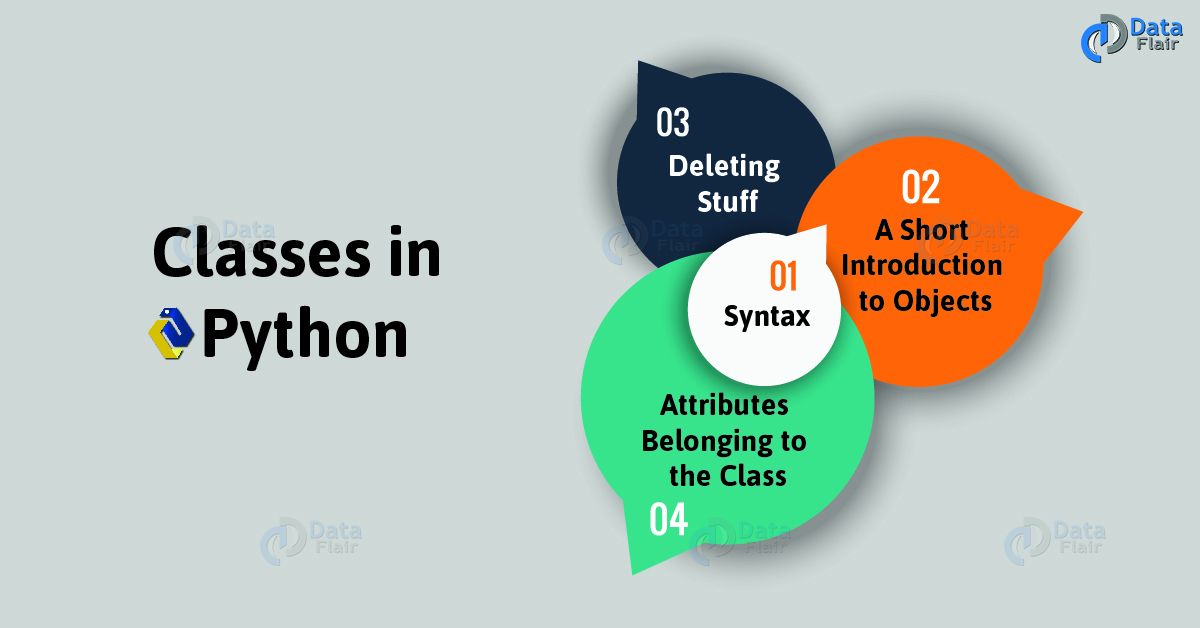 Data
Flair
Classes in
Python
01
Syntax
02
A Short
Introduction
to Objects
03
Deleting
Stuff
Attributes
Belonging to
the Class
04
Data
Flair
Data
Flair
Data
Flair
Data
Flair
Data
Flair
Data
Flair